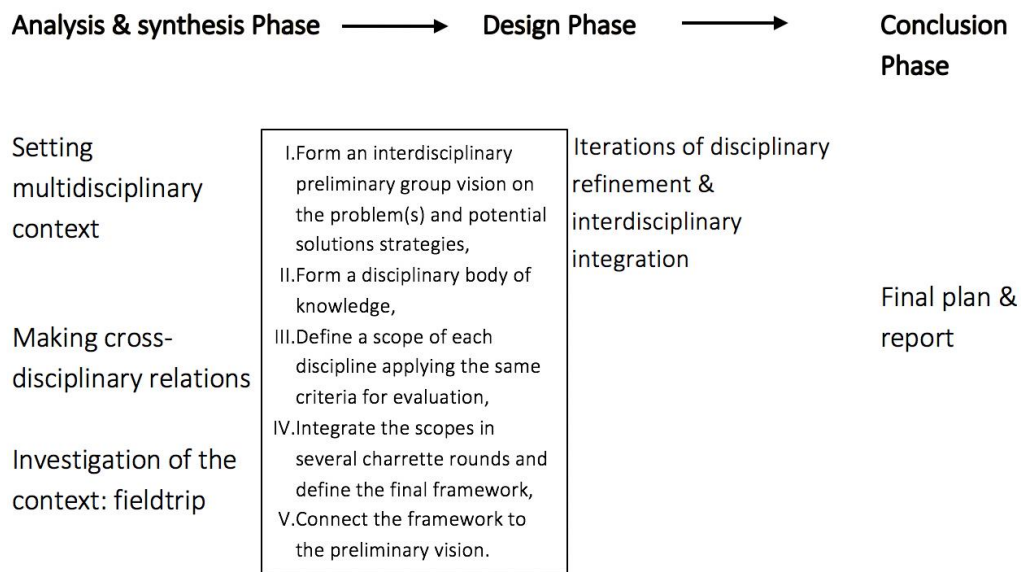 Analysis & synthesis Phase
Design Phase
Conclusion
Phase
Setting
multidisciplinary
context
Making cross-
disciplinary relations
Investigation of the
context: fieldtrip
I.Form an interdisciplinary
preliminary group vision on
the problem(s) and potential
solutions strategies,
II.Form a disciplinary body of
knowledge,
III.Define a scope of each
discipline applying the same
criteria for evaluation,
IV.Integrate the scopes in
several charrette rounds and
define the final framework,
V.Connect the framework to
the preliminary vision.
Iterations of disciplinary
refinement &
interdisciplinary
integration
Final plan &
report